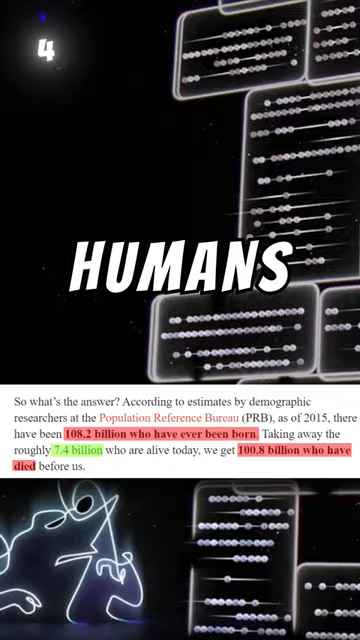 4
HUMANS
So what's the answer? According to estimates by demographic
researchers at the Population Reference Bureau (PRB), as of 2015, there
have been 108.2 billion who have ever been born. Taking away the
roughly 7.4 billion who are alive today, we get 100.8 billion who have
died before us.